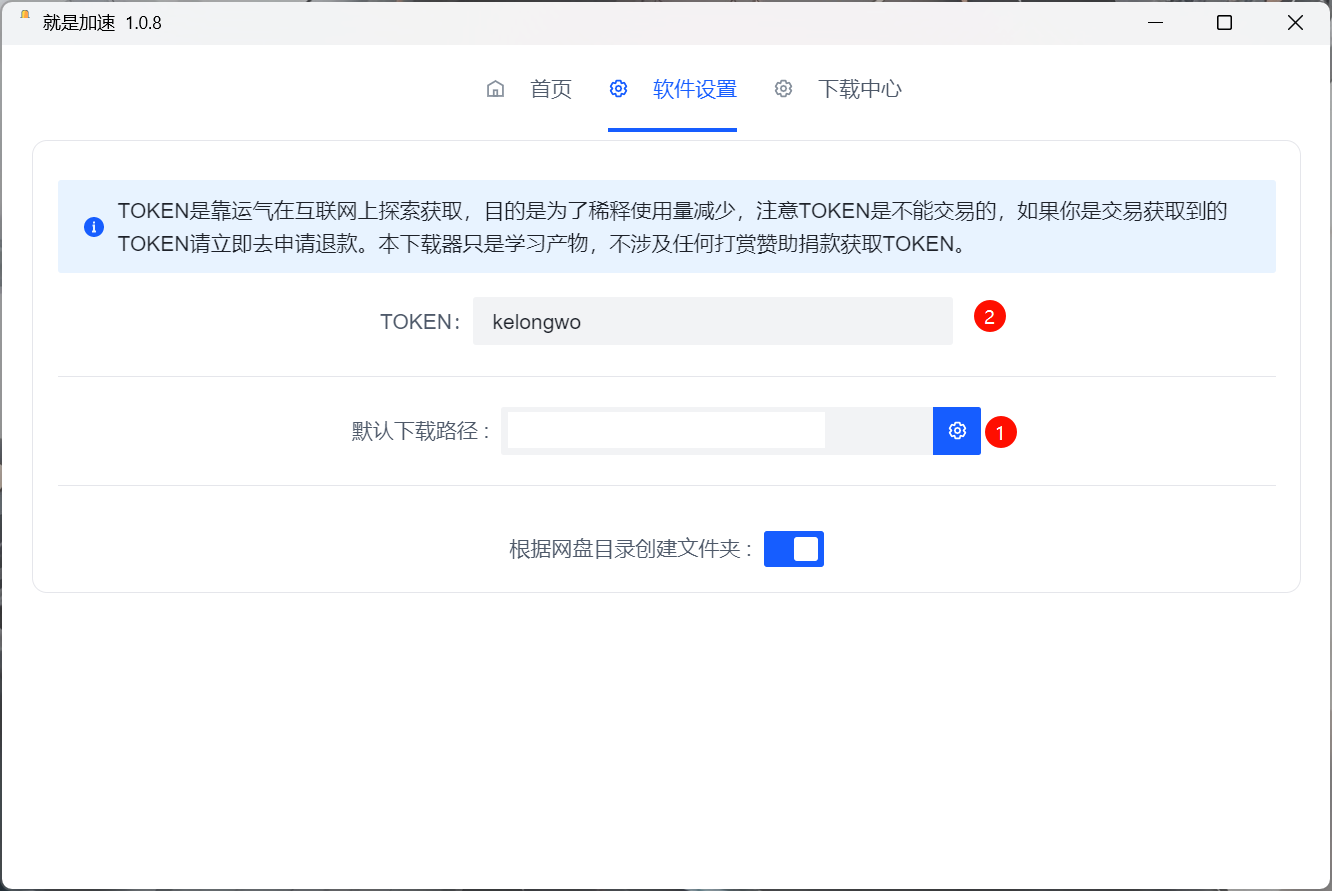 就是加速 1.0.8
首页 软件设置 下载中心
TOKEN是靠运气在互联网上探索获取，目的是为了稀释使用量减少，注意TOKEN是不能交易的，如果你是交易获取到的
TOKEN请立即去申请退款。本下载器只是学习产物，不涉及任何打赏赞助捐款获取TOKEN。
TOKEN: kelongwo 2
默认下载路径 : 1
根据网盘目录创建文件夹 :